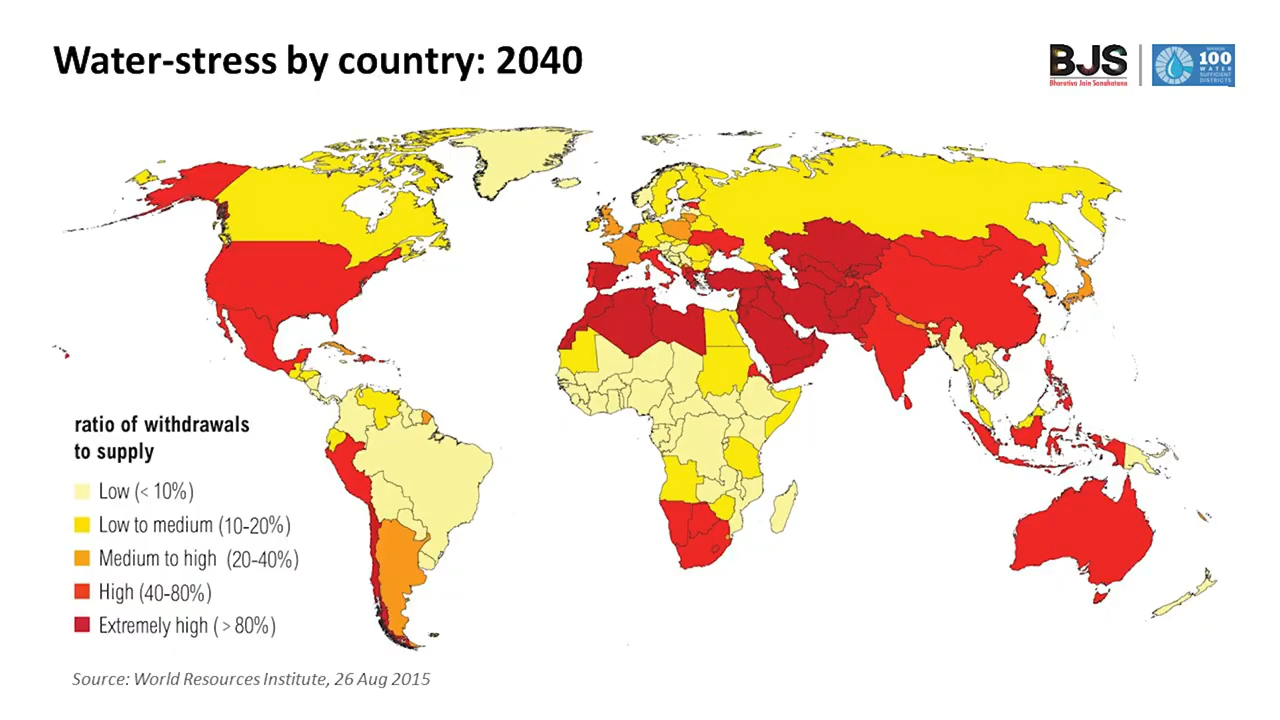 Water-stress by country: 2040
BJS
Bharatiya Jain Sanghatana
MISSION
100
WATER
SUFFICIENT
DISTRICTS
ratio of withdrawals
to supply
Low (< 10%)
Low to medium (10-20%)
Medium to high (20-40%)
High (40-80%)
Extremely high ( > 80%)
Source: World Resources Institute, 26 Aug 2015